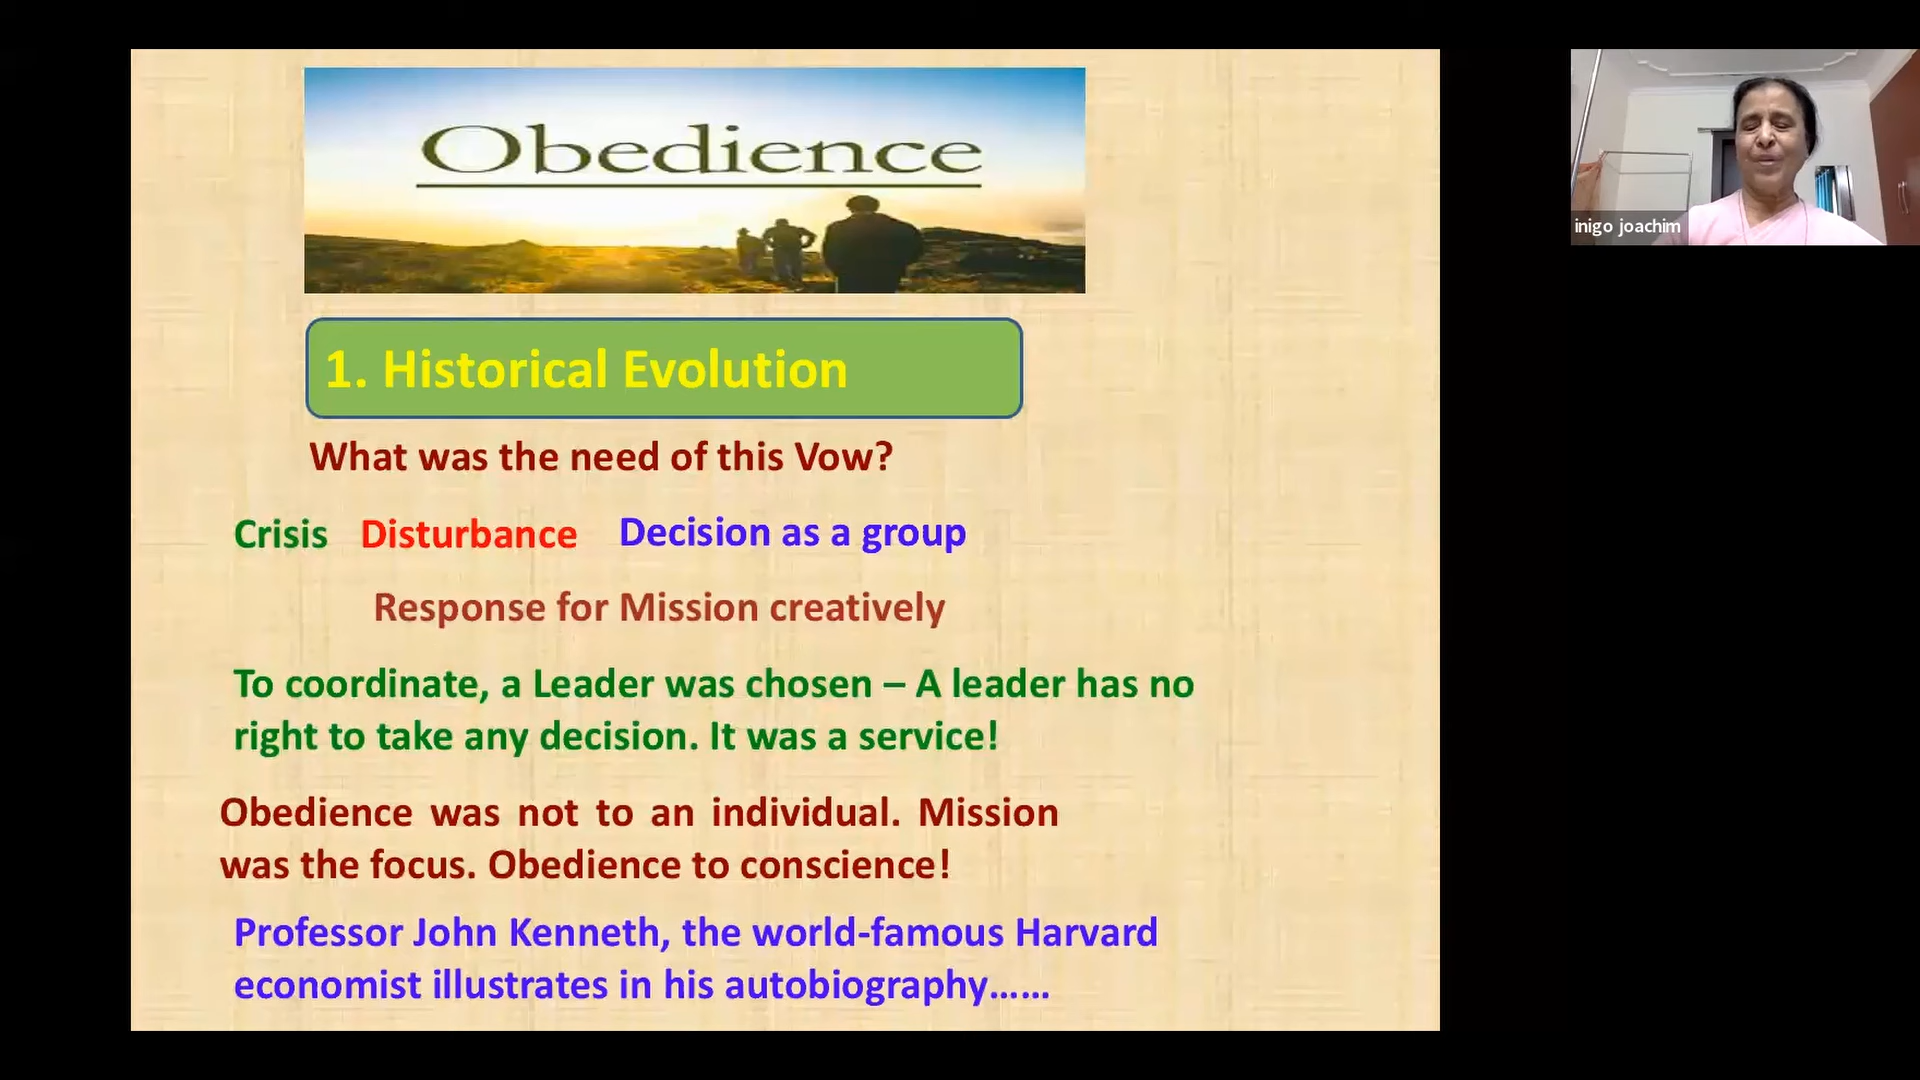 Obedience
inigo joachim
1. Historical Evolution
What was the need of this Vow?
Crisis Disturbance Decision as a group
Response for Mission creatively
To coordinate, a Leader was chosen – A leader has no
right to take any decision. It was a service!
Obedience was not to an individual. Mission
was the focus. Obedience to conscience!
Professor John Kenneth, the world-famous Harvard
economist illustrates in his autobiography……